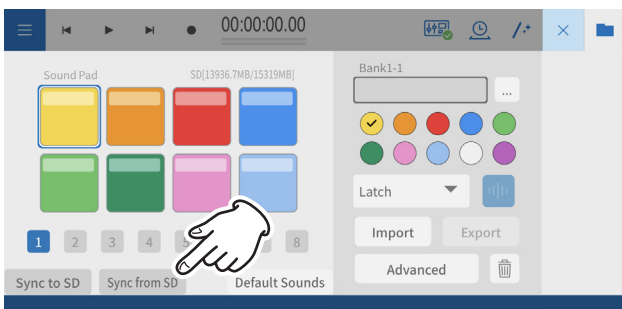 00:00:00.00
Sound Pad
SD[13936.7MB/15319MB]
Bank1-1
...
Latch
1 2 3 4 5 8
Import
Export
Advanced
Sync to SD
Sync from SD
Default Sounds